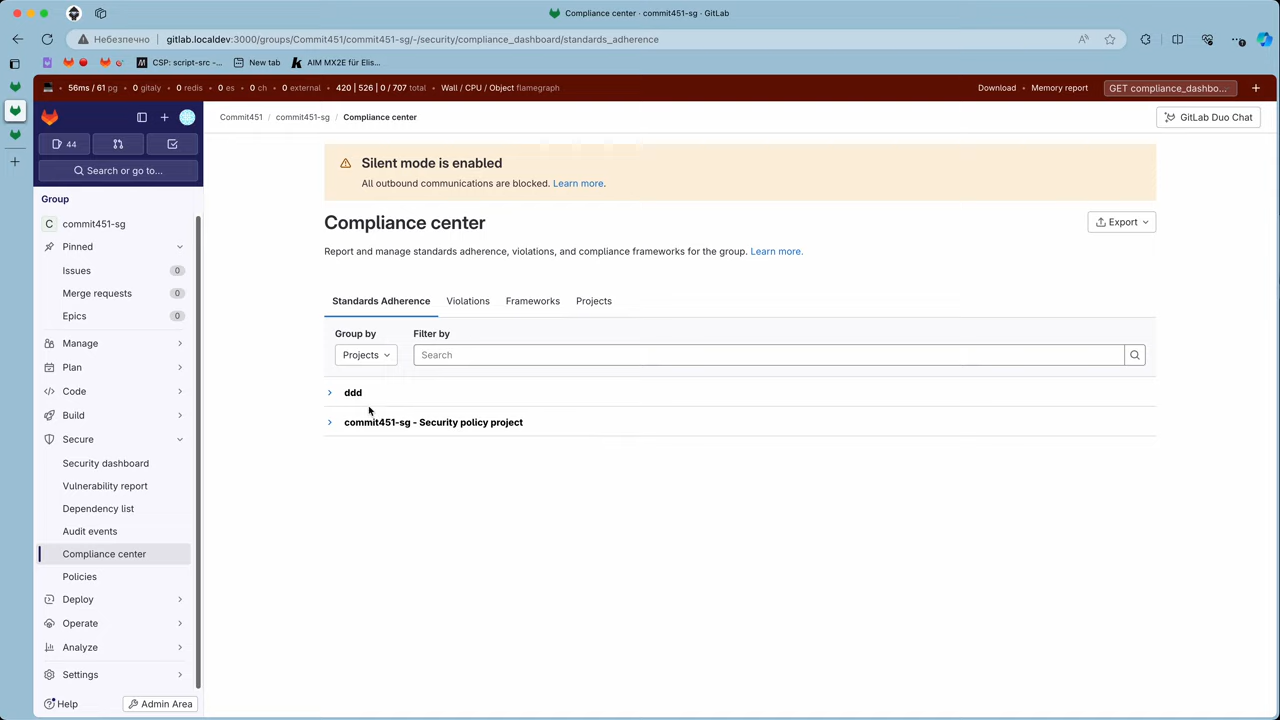 Compliance center · commit451-sg · GitLab
Небезпечно gitlab.localdev:3000/groups/Commit451/commit451-sg/-/security/compliance_dashboard/standards_adherence
CSP: script-src -... New tab AIM MX2E für Elis...
56ms / 61 pg • 0 gitaly • 0 redis • 0 es • 0 ch • 0 external • 420 | 526 | 0 / 707 total • Wall / CPU / Object flamegraph Download • Memory report GET compliance_dashbo...
Commit451 / commit451-sg / Compliance center
GitLab Duo Chat
44
Search or go to...
Group
C commit451-sg
Pinned
Issues 0
Merge requests 0
Epics 0
Manage
Plan
Code
Build
Secure
Security dashboard
Vulnerability report
Dependency list
Audit events
Compliance center
Policies
Deploy
Operate
Analyze
Settings
Help Admin Area
Silent mode is enabled
All outbound communications are blocked. Learn more.
Compliance center
Export
Report and manage standards adherence, violations, and compliance frameworks for the group. Learn more.
Standards Adherence Violations Frameworks Projects
Group by Filter by
Projects Search
ddd
commit451-sg - Security policy project